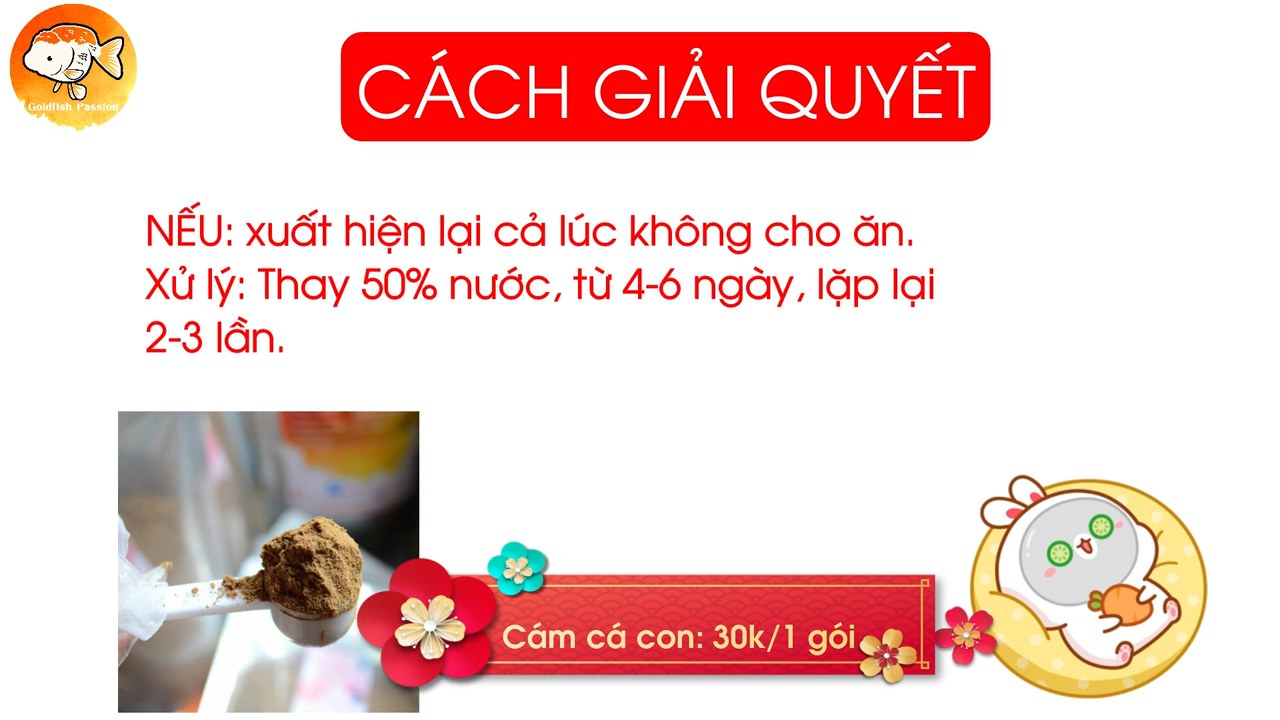 Goldfish Passion
CÁCH GIẢI QUYẾT
NẾU: xuất hiện lại cả lúc không cho ăn.
Xử lý: Thay 50% nước, từ 4-6 ngày, lặp lại
2-3 lần.
Cám cá con: 30k/1 gói